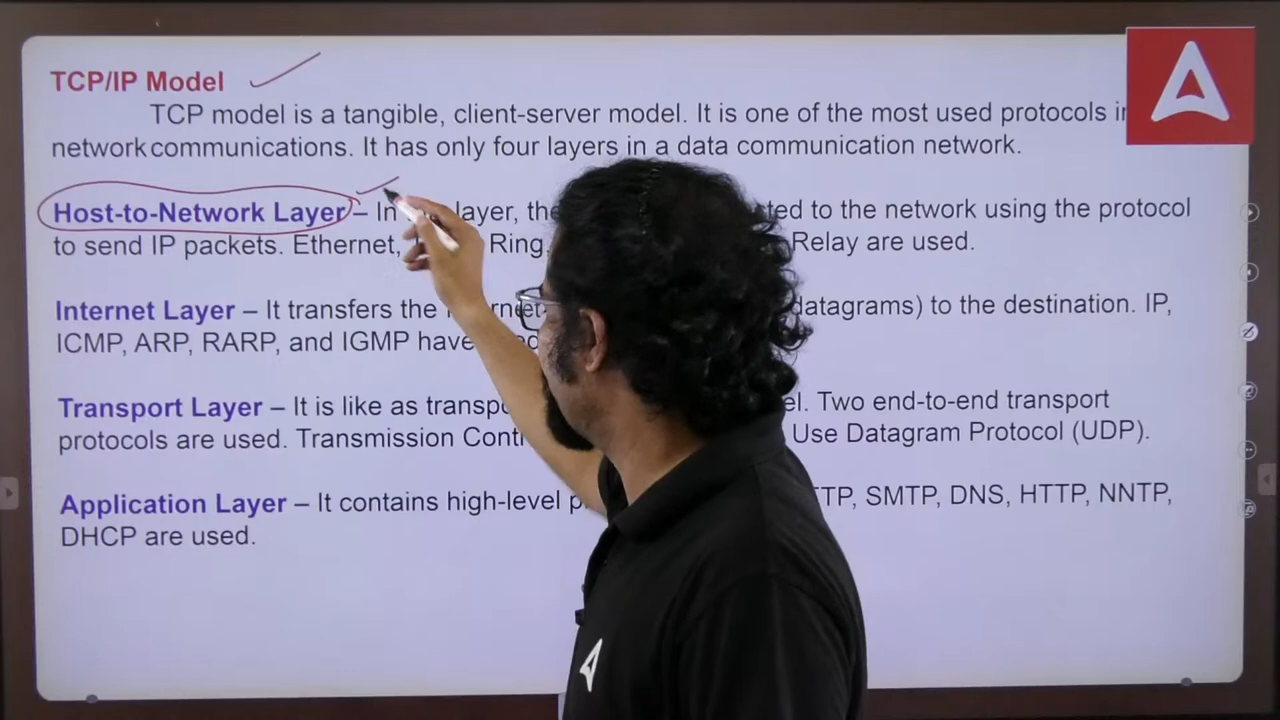 TCP/IP Model
TCP model is a tangible, client-server model. It is one of the most used protocols in
network communications. It has only four layers in a data communication network.
Host-to-Network Layer – In layer, the to the network using the protocol
to send IP packets. Ethernet, Ring, Relay are used.
Internet Layer – It transfers the datagrams) to the destination. IP,
ICMP, ARP, RARP, and IGMP have
Transport Layer – It is like as Two end-to-end transport
protocols are used. Transmission Use Datagram Protocol (UDP).
Application Layer – It contains high-level SMTP, DNS, HTTP, NNTP,
DHCP are used.